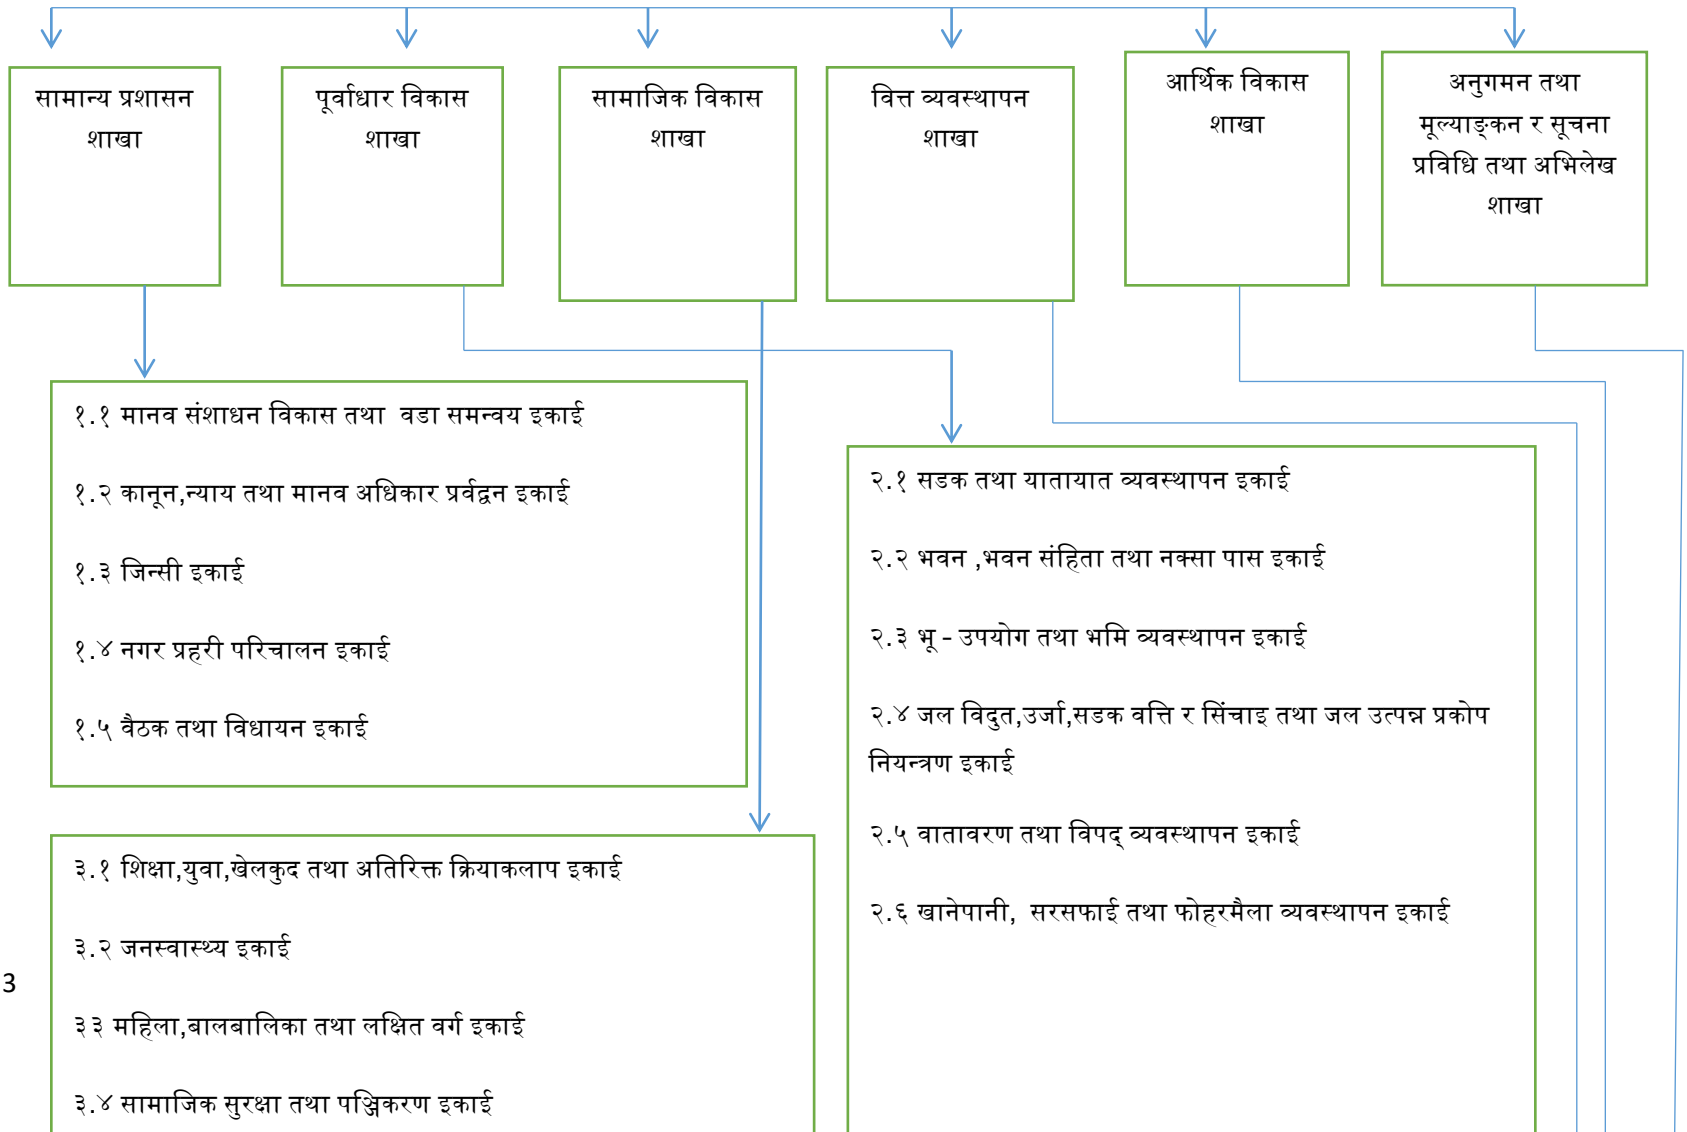 सामान्य प्रशासन
शाखा
पूर्वाधार विकास
शाखा
सामाजिक विकास
शाखा
वित्त व्यवस्थापन
शाखा
आर्थिक विकास
शाखा
अनुगमन तथा
मूल्याङ्कन र सूचना
प्रविधि तथा अभिलेख
शाखा
१.१ मानव संशाधन विकास तथा  वडा समन्वय इकाई
१.२ कानून,न्याय तथा मानव अधिकार प्रर्वद्वन इकाई
१.३ जिन्सी इकाई
१.४ नगर प्रहरी परिचालन इकाई
१.५ वैठक तथा विधायन इकाई
२.१ सडक तथा यातायात व्यवस्थापन इकाई
२.२ भवन ,भवन संहिता तथा नक्सा पास इकाई
२.३ भू – उपयोग तथा भमि व्यवस्थापन इकाई
२.४ जल विदुत,उर्जा,सडक वत्ति र सिंचाइ तथा जल उत्पन्न प्रकोप
नियन्त्रण इकाई
२.५ वातावरण तथा विपद् व्यवस्थापन इकाई
२.६ खानेपानी,  सरसफाई तथा फोहरमैला व्यवस्थापन इकाई
३.१ शिक्षा,युवा,खेलकुद तथा अतिरिक्त क्रियाकलाप इकाई
३.२ जनस्वास्थ्य इकाई
३३ महिला,बालबालिका तथा लक्षित वर्ग इकाई
३.४ सामाजिक सुरक्षा तथा पञ्जिकरण इकाई
3